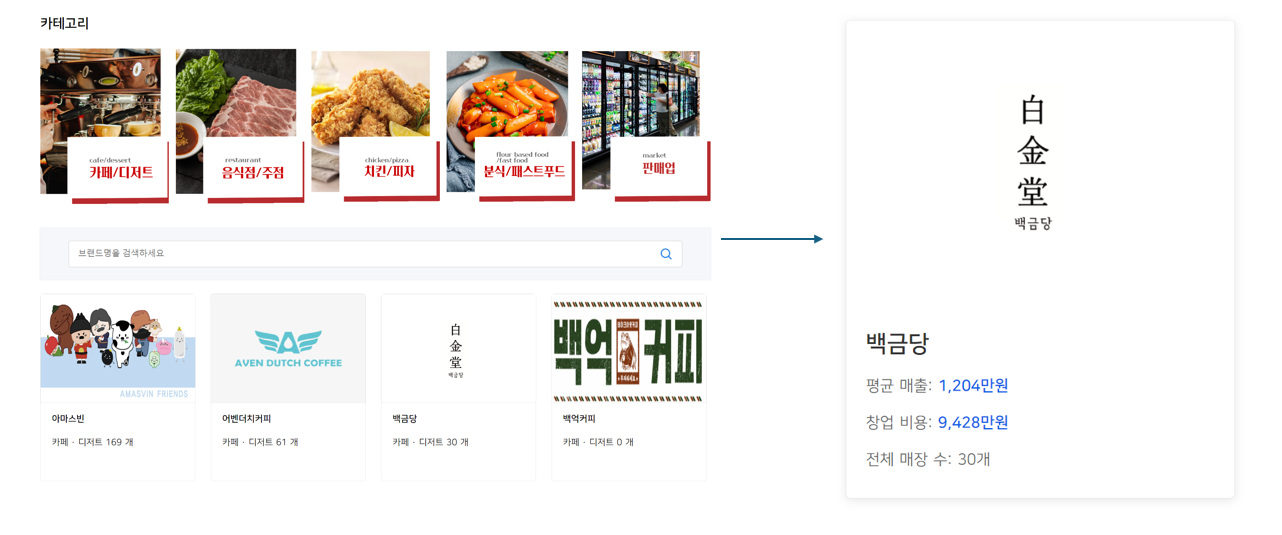 카테고리
cafe/dessert
카페/디저트
restaurant
음식점/주점
chicken/pizza
치킨/피자
flour based food
/fast food
분식/패스트푸드
market
판매업
브랜드명을 검색하세요
AMASVIN FRIENDS
아마스빈
카페 · 디저트 169 개
AVEN DUTCH COFFEE
어벤더치커피
카페 · 디저트 61 개
白
金
堂
백금당
백금당
카페 · 디저트 30 개
백억커피
백억커피
카페 · 디저트 0 개
白
金
堂
백금당
백금당
평균 매출: 1,204만원
창업 비용: 9,428만원
전체 매장 수: 30개